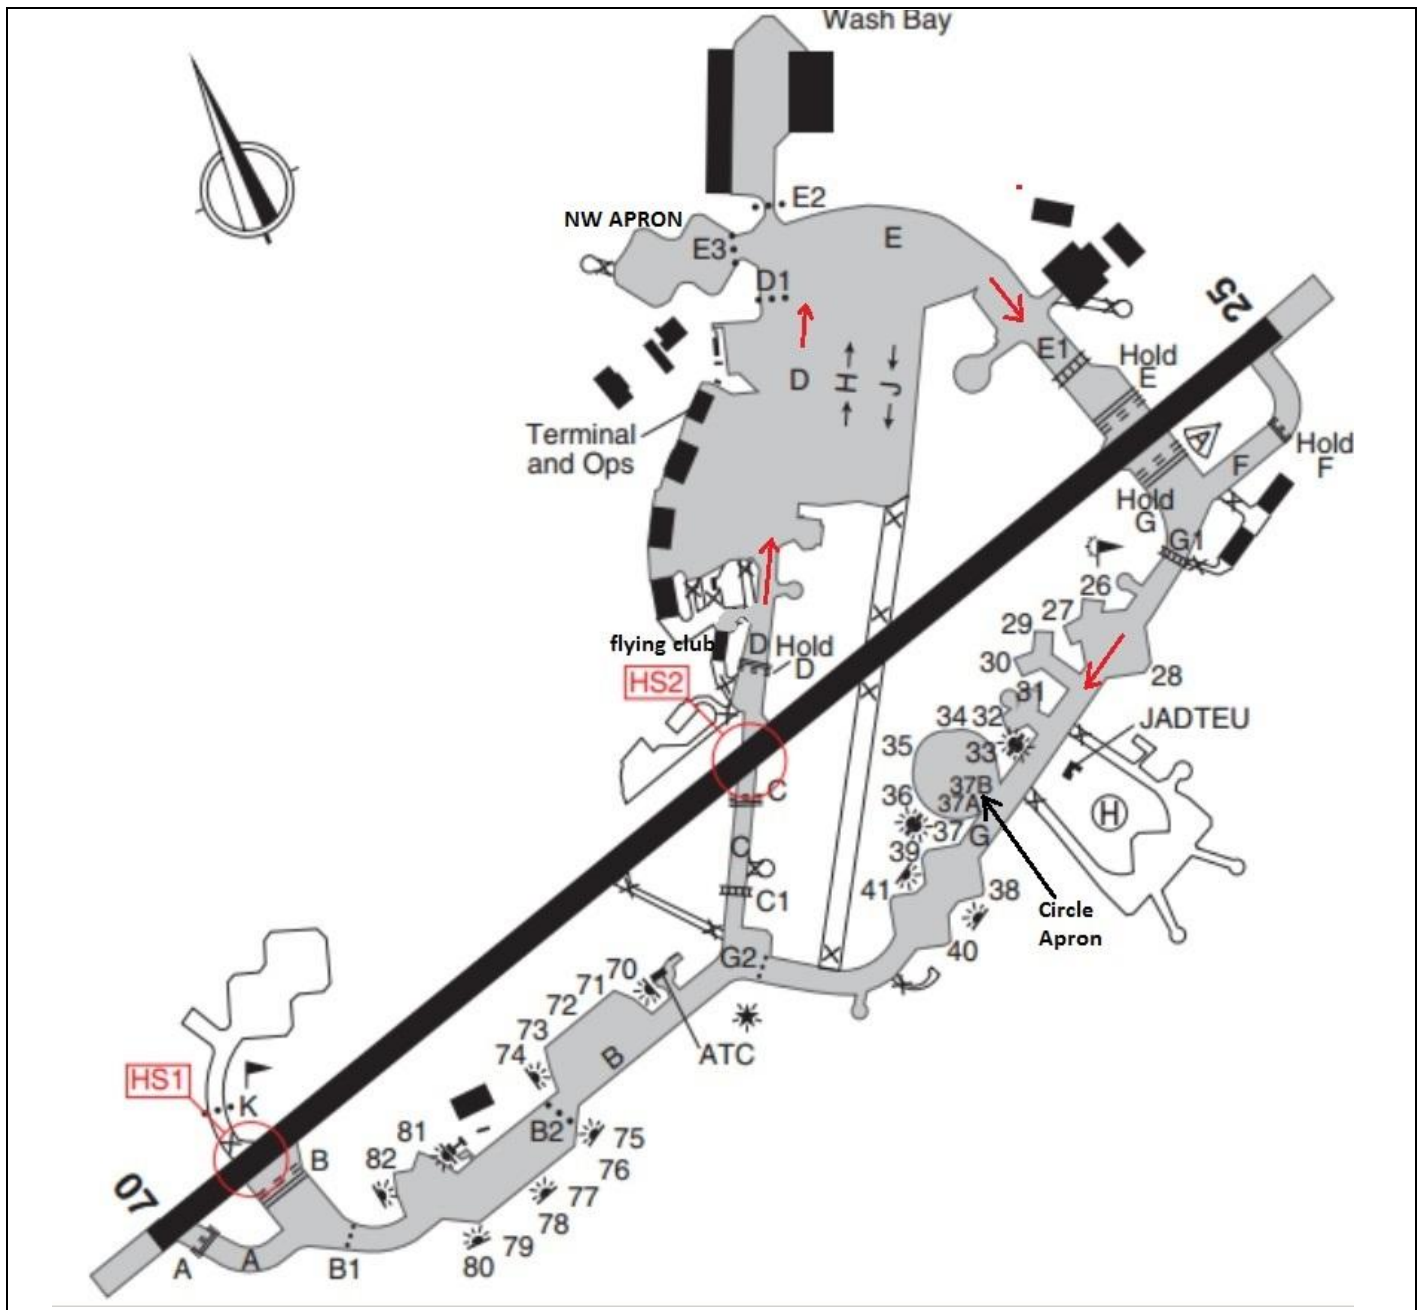 Wash Bay
E2
NW APRON
E3
E
D1
25
D
H
J
E1
Hold
E
A
Hold
F
F
Terminal
and Ops
Hold
G
G1
26
27
28
29
30
31
flying club
D
Hold
D
HS2
JADTEU
34
32
35
33
C
37B
37A
36
H
37
G
C
39
41
38
C1
Circle
Apron
40
G2
70
71
72
73
74
ATC
B
HS1
K
B2
75
81
76
B
82
77
07
78
79
A
A
B1
80